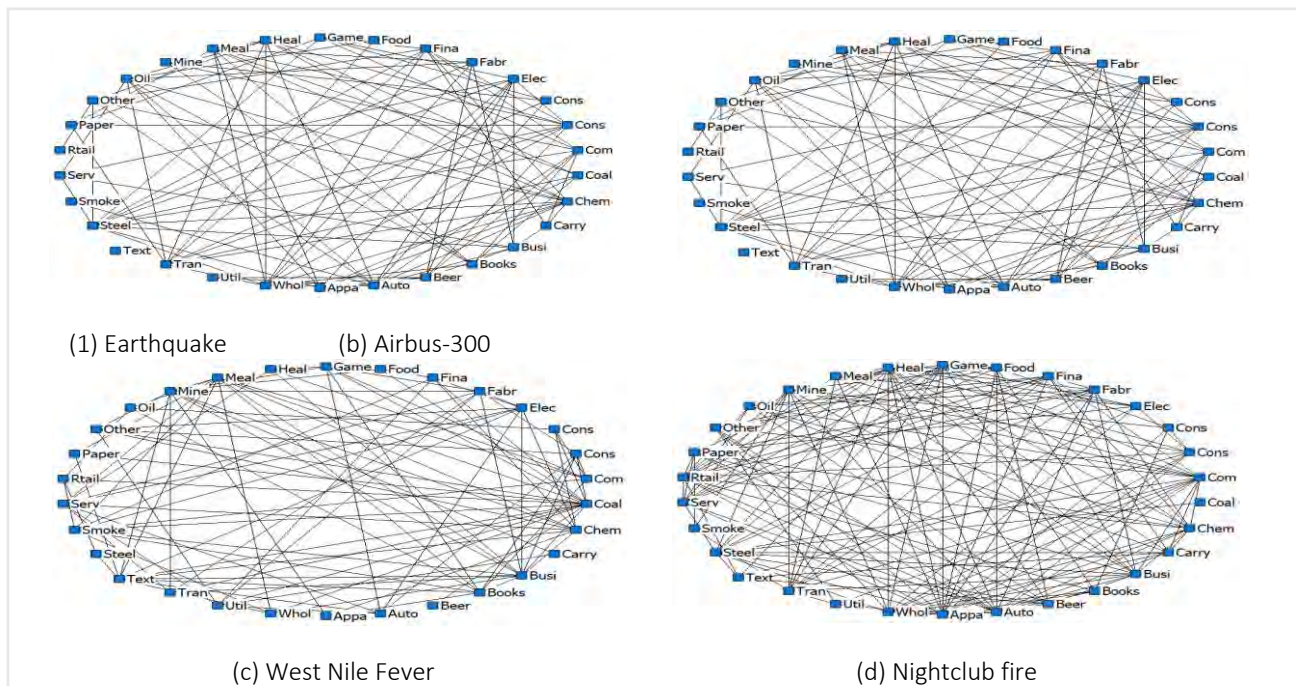 Game
Heal
Food
Meal
Fina
Mine
Fabr
Oil
Elec
Other
Cons
Paper
Cons
Rtail
Com
Serv
Coal
Smoke
Chem
Steel
Carry
Text
Busi
Tran
Books
Util
Beer
Whol
Appa
Auto
Game
Heal
Food
Meal
Fina
Mine
Fabr
Oil
Elec
Other
Cons
Paper
Cons
Rtail
Com
Serv
Coal
Smoke
Chem
Steel
Carry
Text
Busi
Tran
Books
Util
Beer
Whol
Appa
Auto
(1) Earthquake (b) Airbus-300
Game
Heal
Food
Meal
Fina
Mine
Fabr
Oil
Elec
Other
Cons
Paper
Cons
Rtail
Com
Serv
Coal
Smoke
Chem
Steel
Carry
Text
Busi
Tran
Books
Util
Beer
Whol
Appa
Auto
Game
Heal
Food
Meal
Fina
Mine
Fabr
Oil
Elec
Other
Cons
Paper
Cons
Rtail
Com
Serv
Coal
Smoke
Chem
Steel
Carry
Text
Busi
Tran
Books
Util
Beer
Whol
Appa
Auto
(c) West Nile Fever (d) Nightclub fire